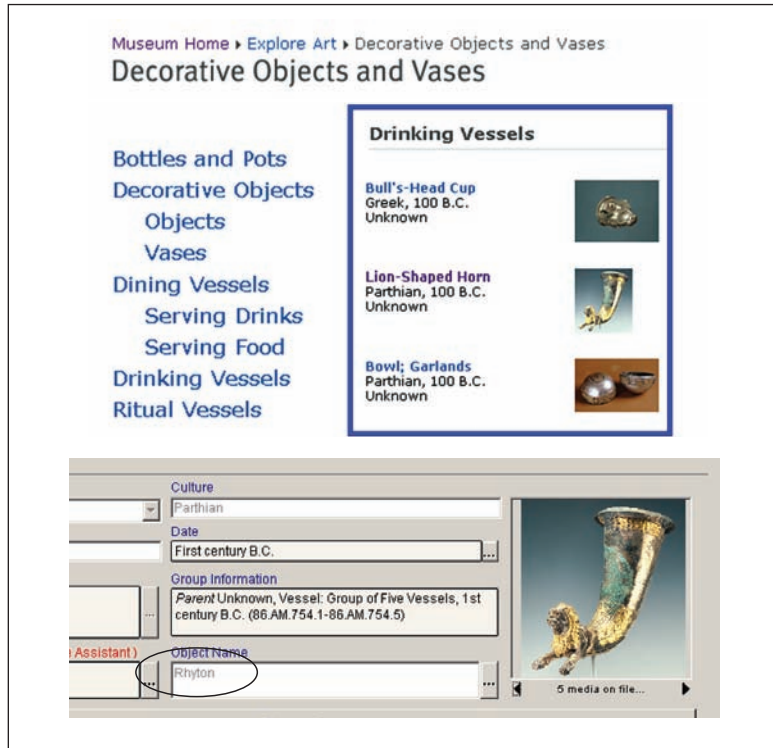 Museum Home ▸ Explore Art ▸ Decorative Objects and Vases
Decorative Objects and Vases
Bottles and Pots
Decorative Objects
Objects
Vases
Dining Vessels
Serving Drinks
Serving Food
Drinking Vessels
Ritual Vessels
Drinking Vessels
Bull's-Head Cup
Greek, 100 B.C.
Unknown
Lion-Shaped Horn
Parthian, 100 B.C.
Unknown
Bowl; Garlands
Parthian, 100 B.C.
Unknown
Culture
Parthian
Date
First century B.C.
...
Group Information
Parent Unknown, Vessel: Group of Five Vessels, 1st
century B.C. (86.AM.754.1-86.AM.754.5)
...
Assistant)
...
Object Name
Rhyton
...
5 media on file...